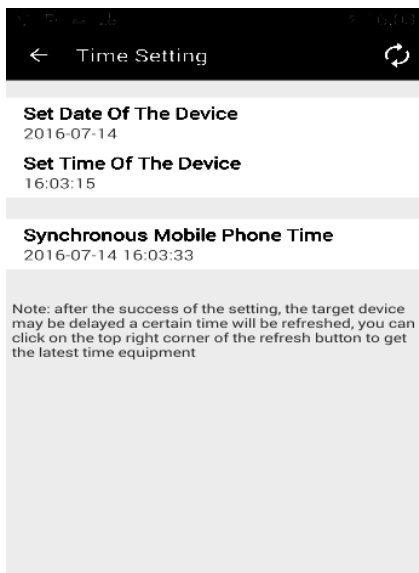 Time Setting
Set Date Of The Device
2016-07-14
Set Time Of The Device
16:03:15
Synchronous Mobile Phone Time
2016-07-14 16:03:33
Note: after the success of the setting, the target device
may be delayed a certain time will be refreshed, you can
click on the top right corner of the refresh button to get
the latest time equipment